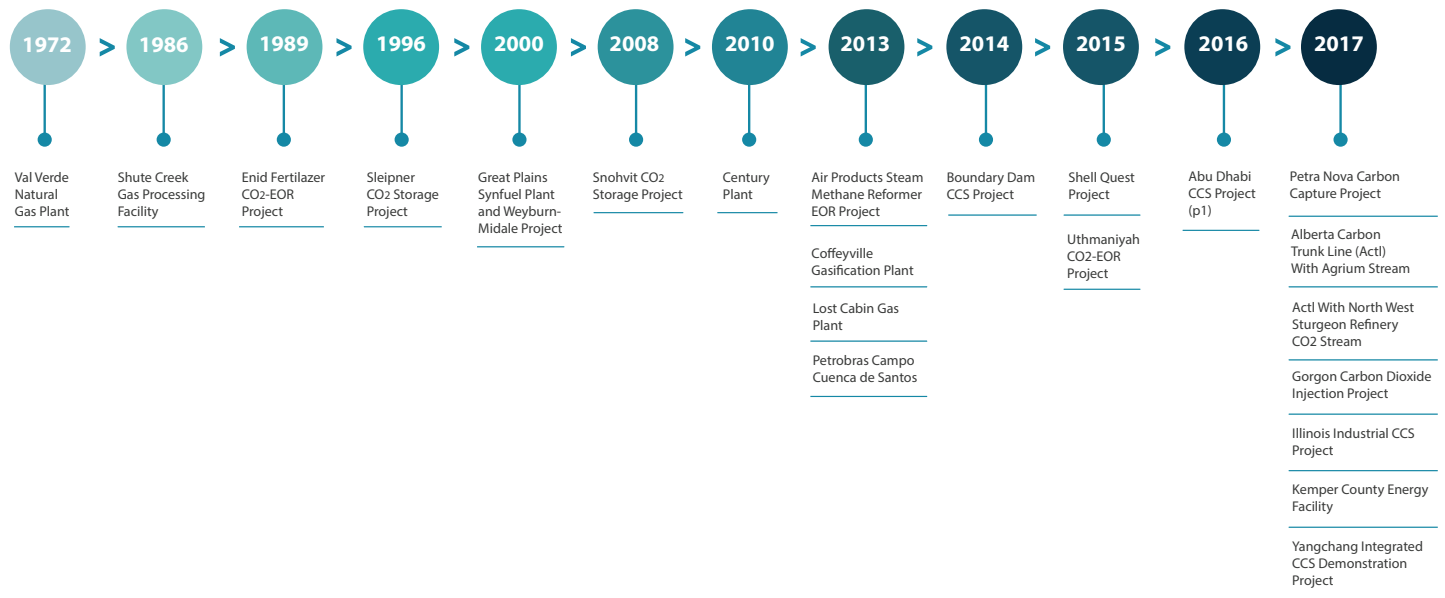 1972 > 1986 > 1989 > 1996 > 2000 > 2008 > 2010 > 2013 > 2014 > 2015 > 2016 > 2017
Val Verde
Natural
Gas Plant
Shute Creek
Gas Processing
Facility
Enid Fertilazer
CO2-EOR
Project
Sleipner
CO2 Storage
Project
Great Plains
Synfuel Plant
and Weyburn-
Midale Project
Snohvit CO2
Storage Project
Century
Plant
Air Products Steam
Methane Reformer
EOR Project
Coffeyville
Gasification Plant
Lost Cabin Gas
Plant
Petrobras Campo
Cuenca de Santos
Boundary Dam
CCS Project
Shell Quest
Project
Uthmaniyah
CO2-EOR
Project
Abu Dhabi
CCS Project
(p1)
Petra Nova Carbon
Capture Project
Alberta Carbon
Trunk Line (Actl)
With Agrium Stream
Actl With North West
Sturgeon Refinery
CO2 Stream
Gorgon Carbon Dioxide
Injection Project
Illinois Industrial CCS
Project
Kemper County Energy
Facility
Yangchang Integrated
CCS Demonstration
Project